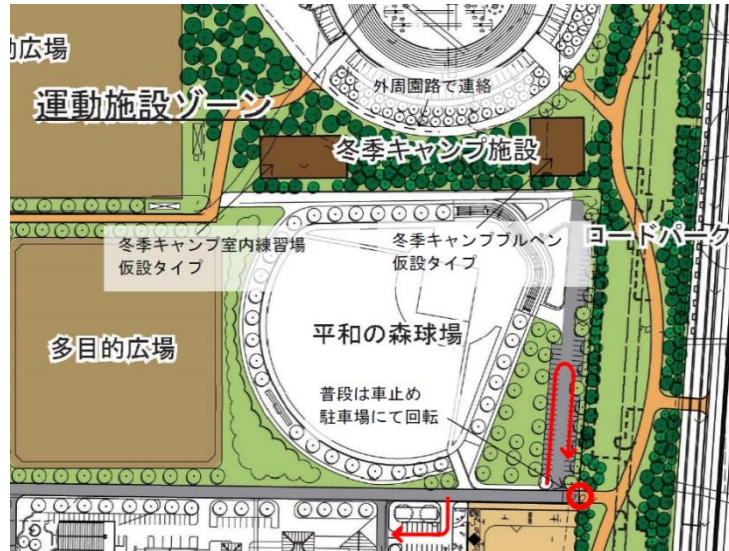 外周園路で連絡
運動施設ゾーン
冬季キャンプ施設
ロードパーク
冬季キャンプ室内練習場
仮設タイプ
冬季キャンプブルペン
仮設タイプ
多目的広場
平和の森球場
普段は車止め
駐車場にて回転